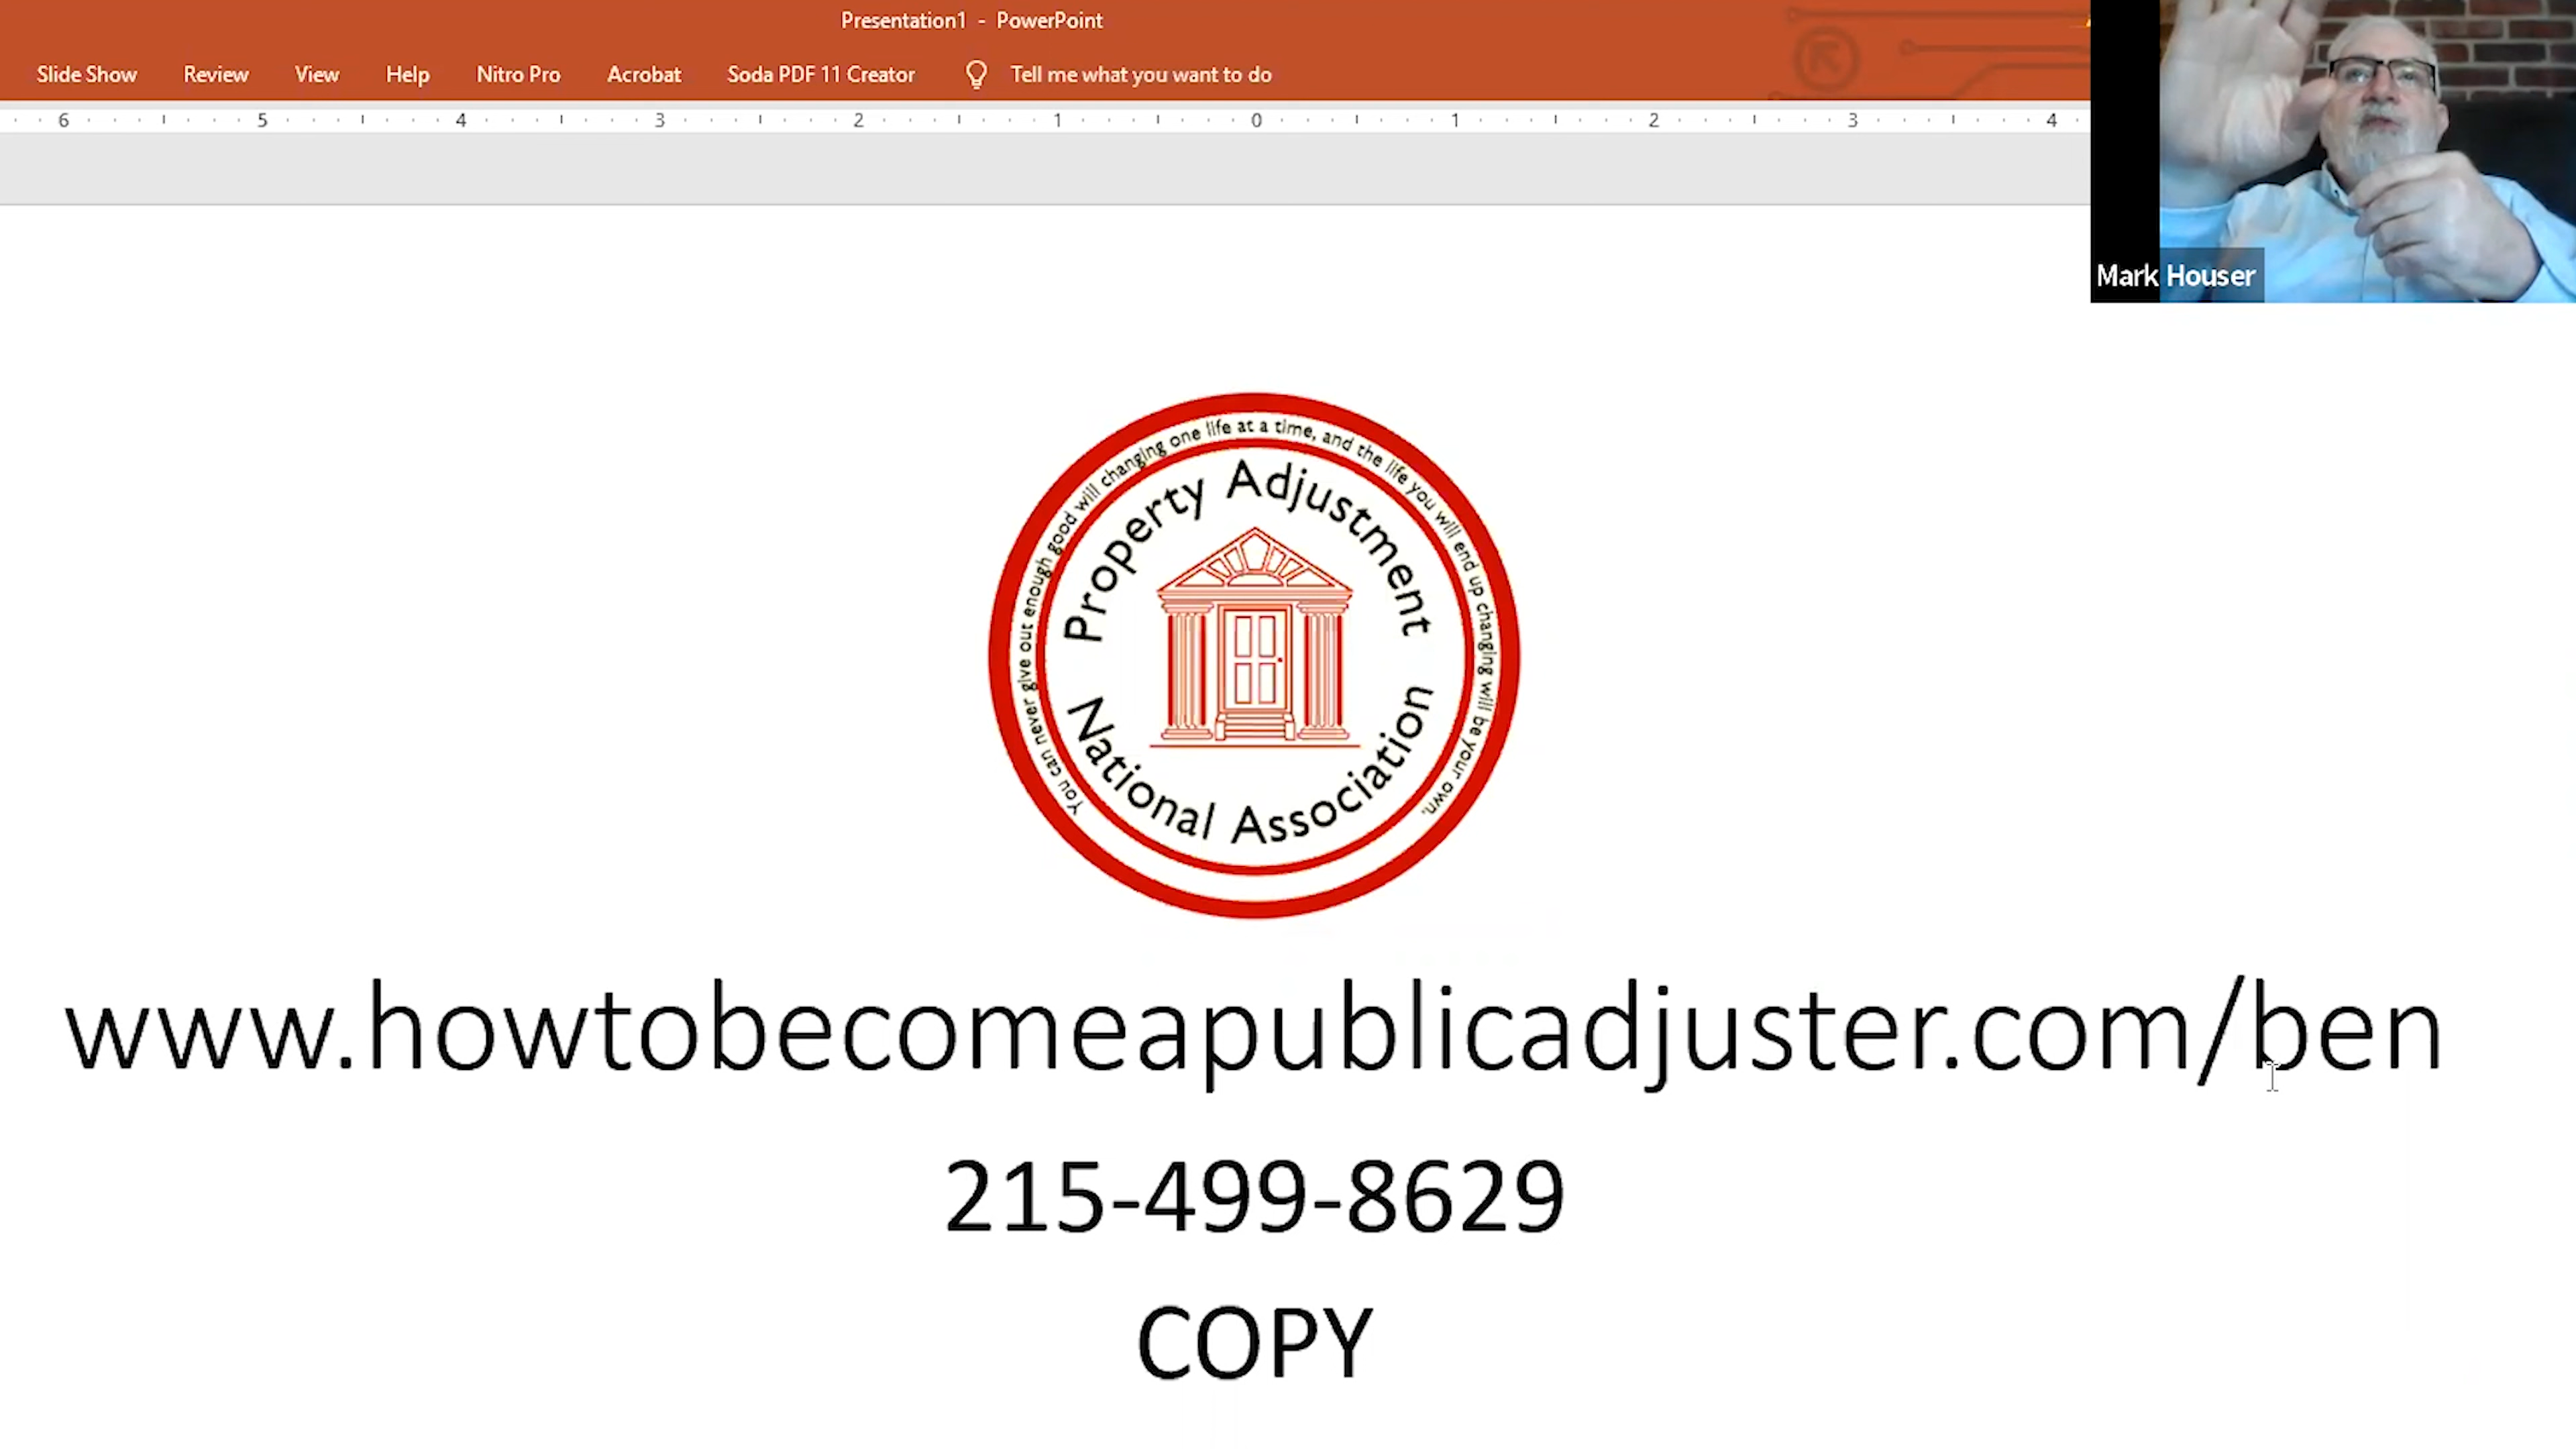 Presentation1 - PowerPoint
Slide Show Review View Help Nitro Pro Acrobat Soda PDF 11 Creator Tell me what you want to do
6 5 4 3 2 1 0 1 2 3 4
Mark Houser
You can never give out enough good will changing one life at a time, and the life you will end up changing will be your own.
Property Adjustment
National Association
www.howtobecomeapublicadjuster.com/ben
215-499-8629
COPY